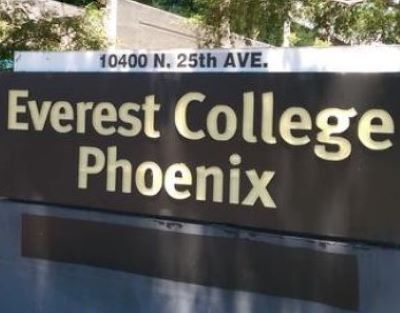 10400 N. 25th AVE.
Everest College
Phoenix